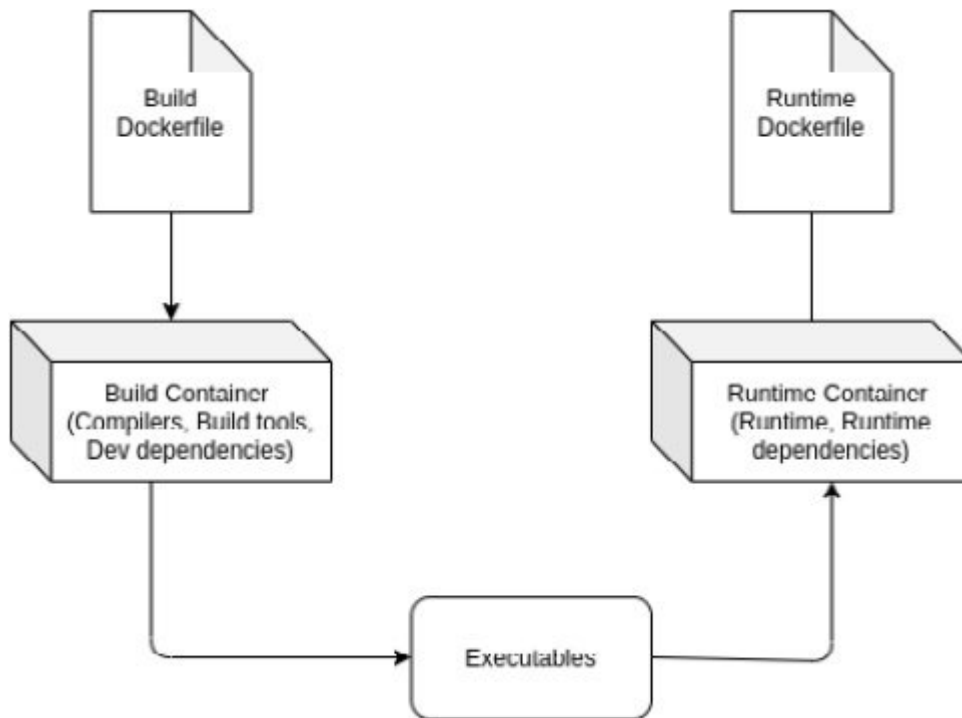 Build
Dockerfile
Runtime
Dockerfile
Build Container
(Compilers, Build tools,
Dev dependencies)
Runtime Container
(Runtime, Runtime
dependencies)
Executables